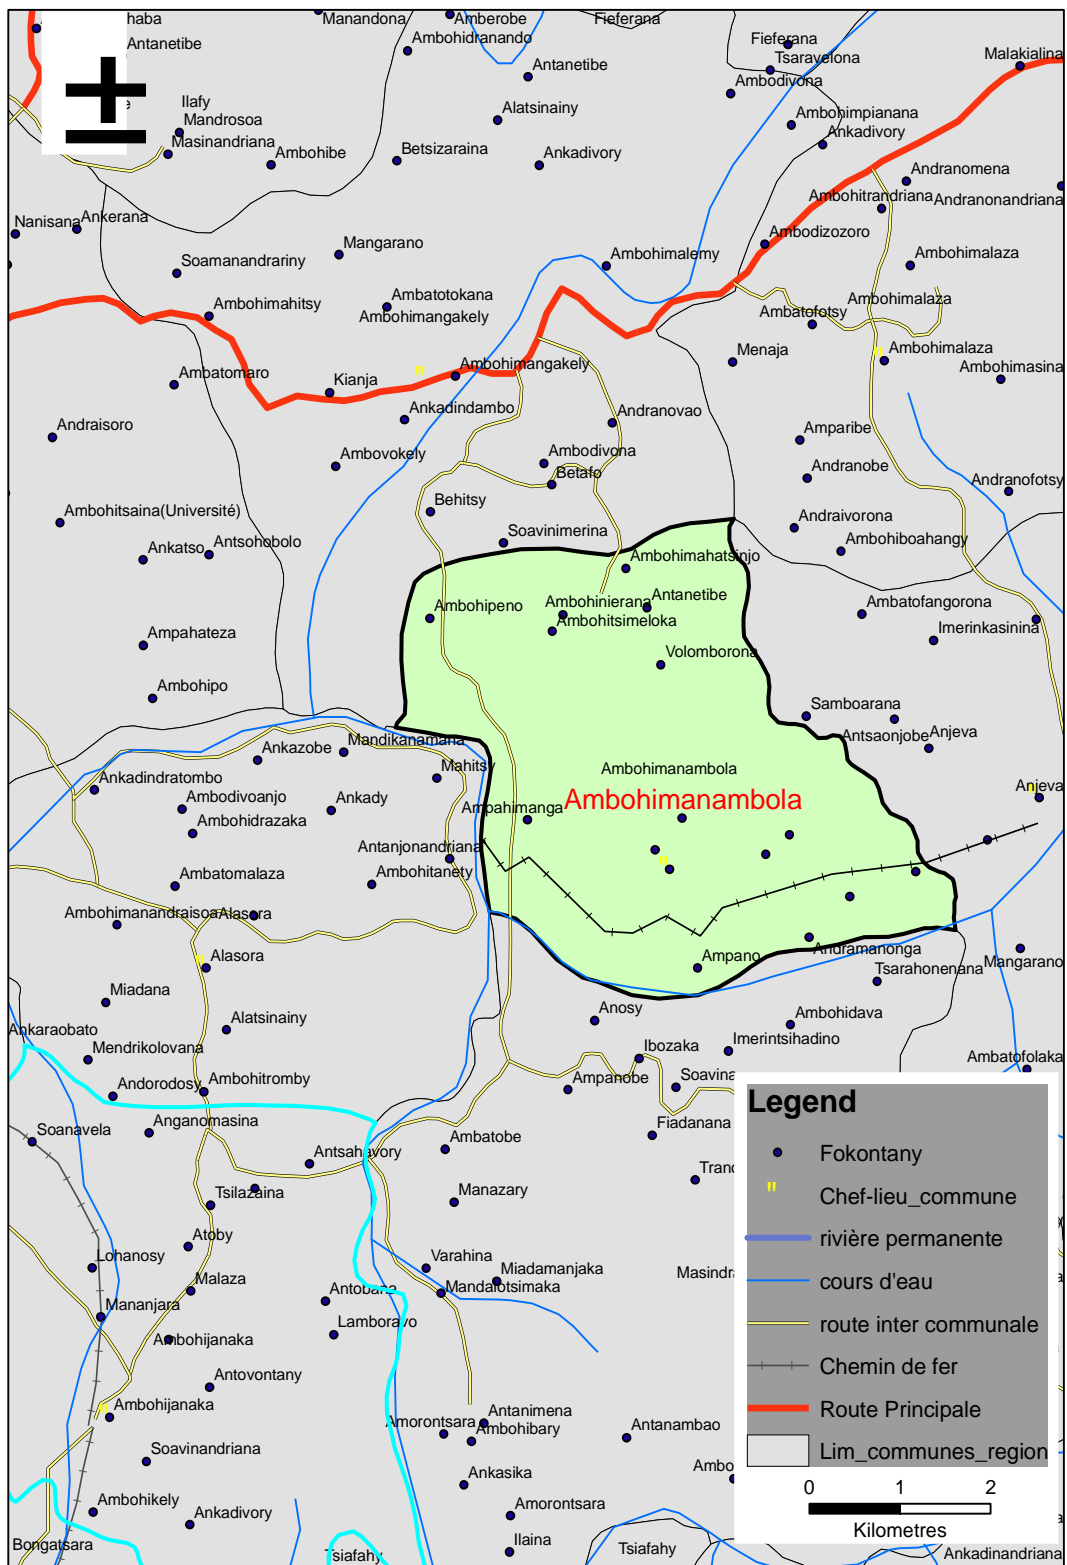 haba
Manandona
Amberobe
Fieferana
Antanetibe
Ambohidranando
Fieferana
Tsaravelona
Malakialina
Antanetibe
Ambodivona
e
Ilafy
Mandrosoa
Alatsinainy
Ambohimpianana
Ankadivory
Masinandriana
Ambohibe
Betsizaraina
Ankadivory
Andranomena
Ambohitrandriana
Andranonandriana
Nanisana
Ankerana
Mangarano
Ambohimalemy
Ambodizozoro
Soamanandrariny
Ambohimalaza
Ambohimahitsy
Ambatotokana
Ambohimangakely
Ambohimalaza
Ambatofotsy
Menaja
Ambohimalaza
Ambohimasina
Ambatomaro
Kianja
Ambohimangakely
Ankadindambo
Andranovao
Andraisoro
Amparibe
Ambovokely
Ambodivona
Betafo
Andranobe
Andranofotsy
Ambohitsaina(Université)
Behitsy
Andraivorona
Soavinimerina
Ambohiboahangy
Ankatso
Antsohobolo
Ambohimahatsinjo
Ambohipeno
Ambohinierana
Antanetibe
Ambohitsimeloka
Ambatofangorona
Imerinkasinina
Ampahateza
Volomborona
Ambohipo
Samboarana
Antsaonjobe
Anjeva
Ankazobe
Mandikanamana
Mahitsy
Ambohimanambola
Ankadindratombo
Anjeva
Ambohimanambola
Ambodivoanjo
Ankady
Ampahimanga
Ambohidrazaka
Antanjonandriana
Ambatomalaza
Ambohitanety
Ambohimanandraisoa
Alasora
Alasora
Ampano
Andramanonga
Mangarano
Tsarahonenana
Miadana
Anosy
Ambohidava
Ankaraobato
Alatsinainy
Imerintsihadino
Mendrikolovana
Ibozaka
Ambatofolaka
Andorodosy
Ambohitromby
Ampanobe
Soavina
Anganomasina
Fiadanana
Soanavela
Antsahavory
Ambatobe
Tsilazaina
Manazary
Atoby
Lohanosy
Malaza
Varahina
Miadamanjaka
Mananjara
Antobana
Mandalotsimaka
Lamboravo
Ambohijanaka
Antovontany
Ambohijanaka
Amorontsara
Antanimena
Ambohibary
Antanambao
Soavinandriana
Ankasika
Ambohikely
Ankadivory
Amorontsara
Bongatsara
Tsiafahy
Ilaina
Tsiafahy
Ankadinandriana
Legend
Fokontany
Chef-lieu_commune
rivière permanente
cours d'eau
route inter communale
Chemin de fer
Route Principale
Lim_communes_region
0 1 2
Kilometres